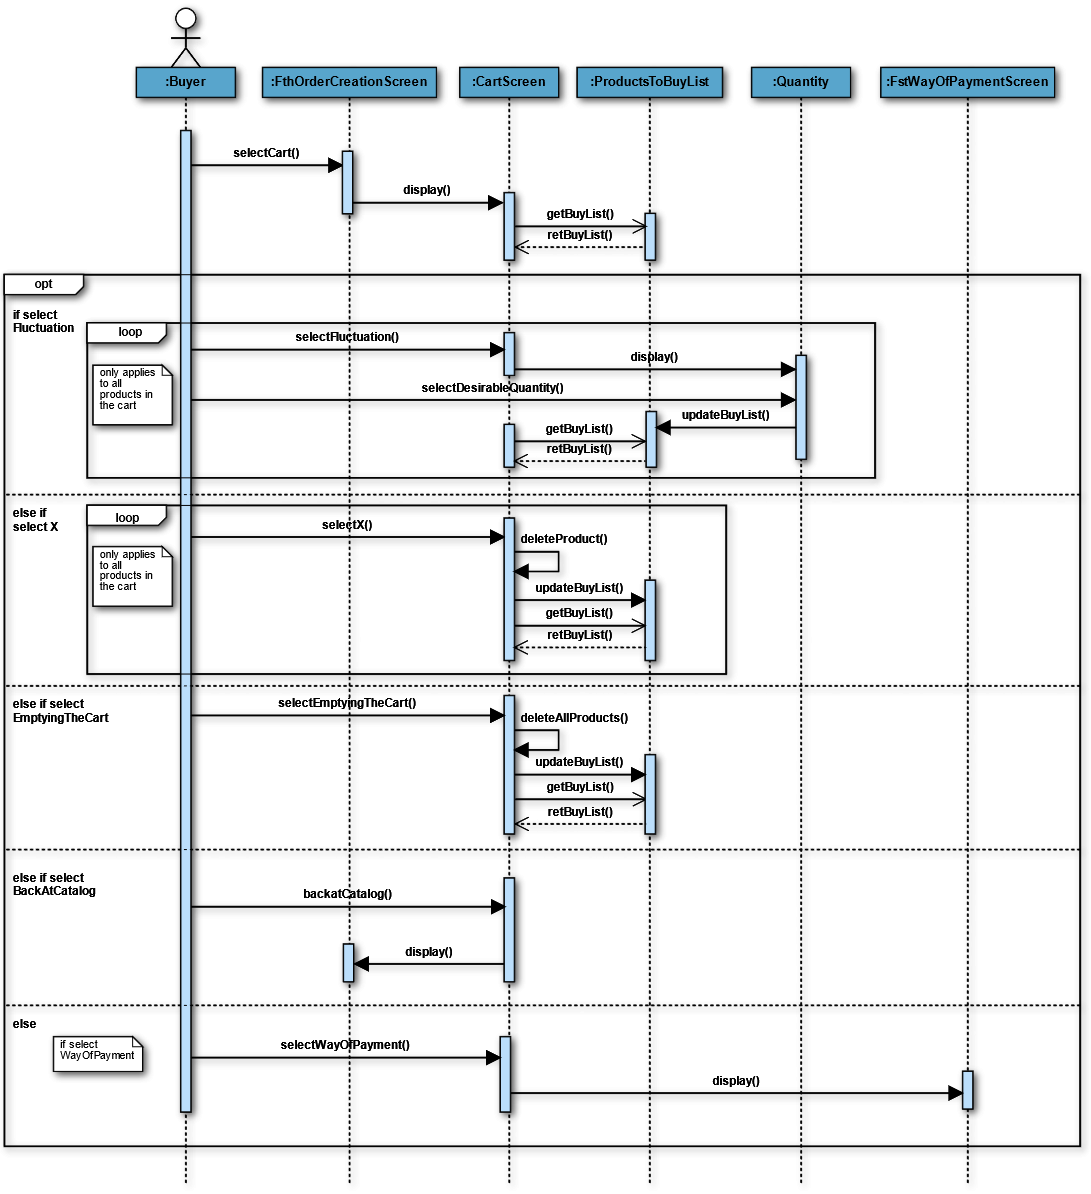 :Buyer
:FthOrderCreationScreen
:CartScreen
:ProductsToBuyList
:Quantity
:FstWayOfPaymentScreen
selectCart()
display()
getBuyList()
retBuyList()
opt
if select
Fluctuation
loop
only applies
to all
products in
the cart
selectFluctuation()
display()
selectDesirableQuantity()
updateBuyList()
getBuyList()
retBuyList()
else if
select X
loop
only applies
to all
products in
the cart
selectX()
deleteProduct()
updateBuyList()
getBuyList()
retBuyList()
else if select
EmptyingTheCart
selectEmptyingTheCart()
deleteAllProducts()
updateBuyList()
getBuyList()
retBuyList()
else if select
BackAtCatalog
backatCatalog()
display()
else
if select
WayOfPayment
selectWayOfPayment()
display()